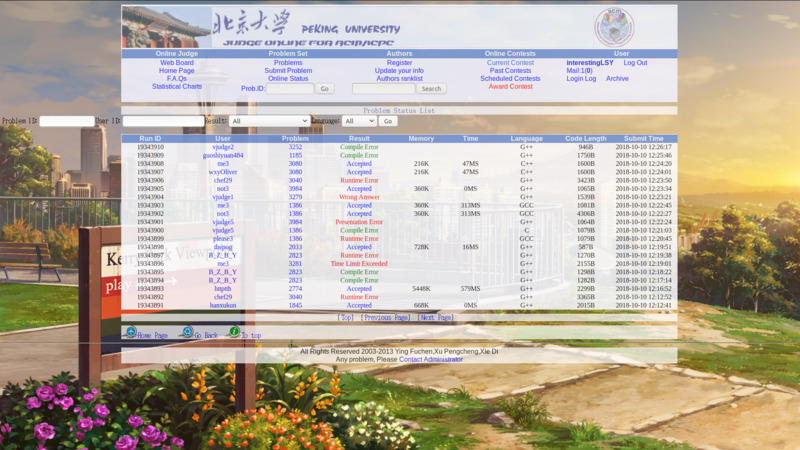 北京大学 PEKING UNIVERSITY
JUDGE ONLINE FOR ACM/ICPC
Online Judge Problem Set Authors Online Contests User
Web Board Problems Register Current Contest interestingLSY Log Out
Home Page Submit Problem Update your info Past Contests Mail:1(0)
F.A.Qs Online Status Authors ranklist Scheduled Contests Login Log Archive
Statistical Charts Prob.ID: Go Search Award Contest
Problem Status List
Problem ID: User ID: Result: All Language: All Go
Run ID User Problem Result Memory Time Language Code Length Submit Time
19343910 vjudge2 3252 Compile Error G++ 946B 2018-10-10 12:26:17
19343909 guoshiyuan484 1185 Compile Error G++ 1750B 2018-10-10 12:25:46
19343908 me3 3080 Accepted 216K 47MS C++ 1600B 2018-10-10 12:24:20
19343907 wxyOliver 3080 Accepted 216K 47MS C++ 1600B 2018-10-10 12:24:01
19343906 chef29 3040 Runtime Error G++ 3423B 2018-10-10 12:23:50
19343905 not3 3984 Accepted 360K 0MS G++ 1065B 2018-10-10 12:23:34
19343904 vjudge1 3279 Wrong Answer G++ 1539B 2018-10-10 12:23:21
19343903 me3 1386 Accepted 360K 313MS GCC 1081B 2018-10-10 12:22:45
19343902 not3 1386 Accepted 360K 313MS GCC 4306B 2018-10-10 12:22:27
19343901 vjudge5 3984 Presentation Error G++ 1064B 2018-10-10 12:22:24
19343900 vjudge5 1386 Compile Error C 1079B 2018-10-10 12:21:03
19343899 please3 1386 Runtime Error GCC 1079B 2018-10-10 12:20:45
19343898 dsipog 2033 Accepted 728K 16MS G++ 587B 2018-10-10 12:19:51
19343897 B_Z_B_Y 2823 Runtime Error G++ 1270B 2018-10-10 12:19:38
19343896 me3 3281 Time Limit Exceeded G++ 2155B 2018-10-10 12:19:01
19343895 B_Z_B_Y 2823 Compile Error G++ 1298B 2018-10-10 12:18:22
19343894 B_Z_B_Y 2823 Compile Error G++ 1282B 2018-10-10 12:17:14
19343893 httpth 2774 Accepted 5448K 579MS G++ 2299B 2018-10-10 12:16:52
19343892 chef29 3040 Runtime Error G++ 3365B 2018-10-10 12:12:52
19343891 hanxukun 1845 Accepted 668K 0MS G++ 2015B 2018-10-10 12:12:41
[Top] [Previous Page] [Next Page]
Home Page Go Back To top
All Rights Reserved 2003-2013 Ying Fuchen,Xu Pengcheng,Xie Di
Any problem, Please Contact Administrator